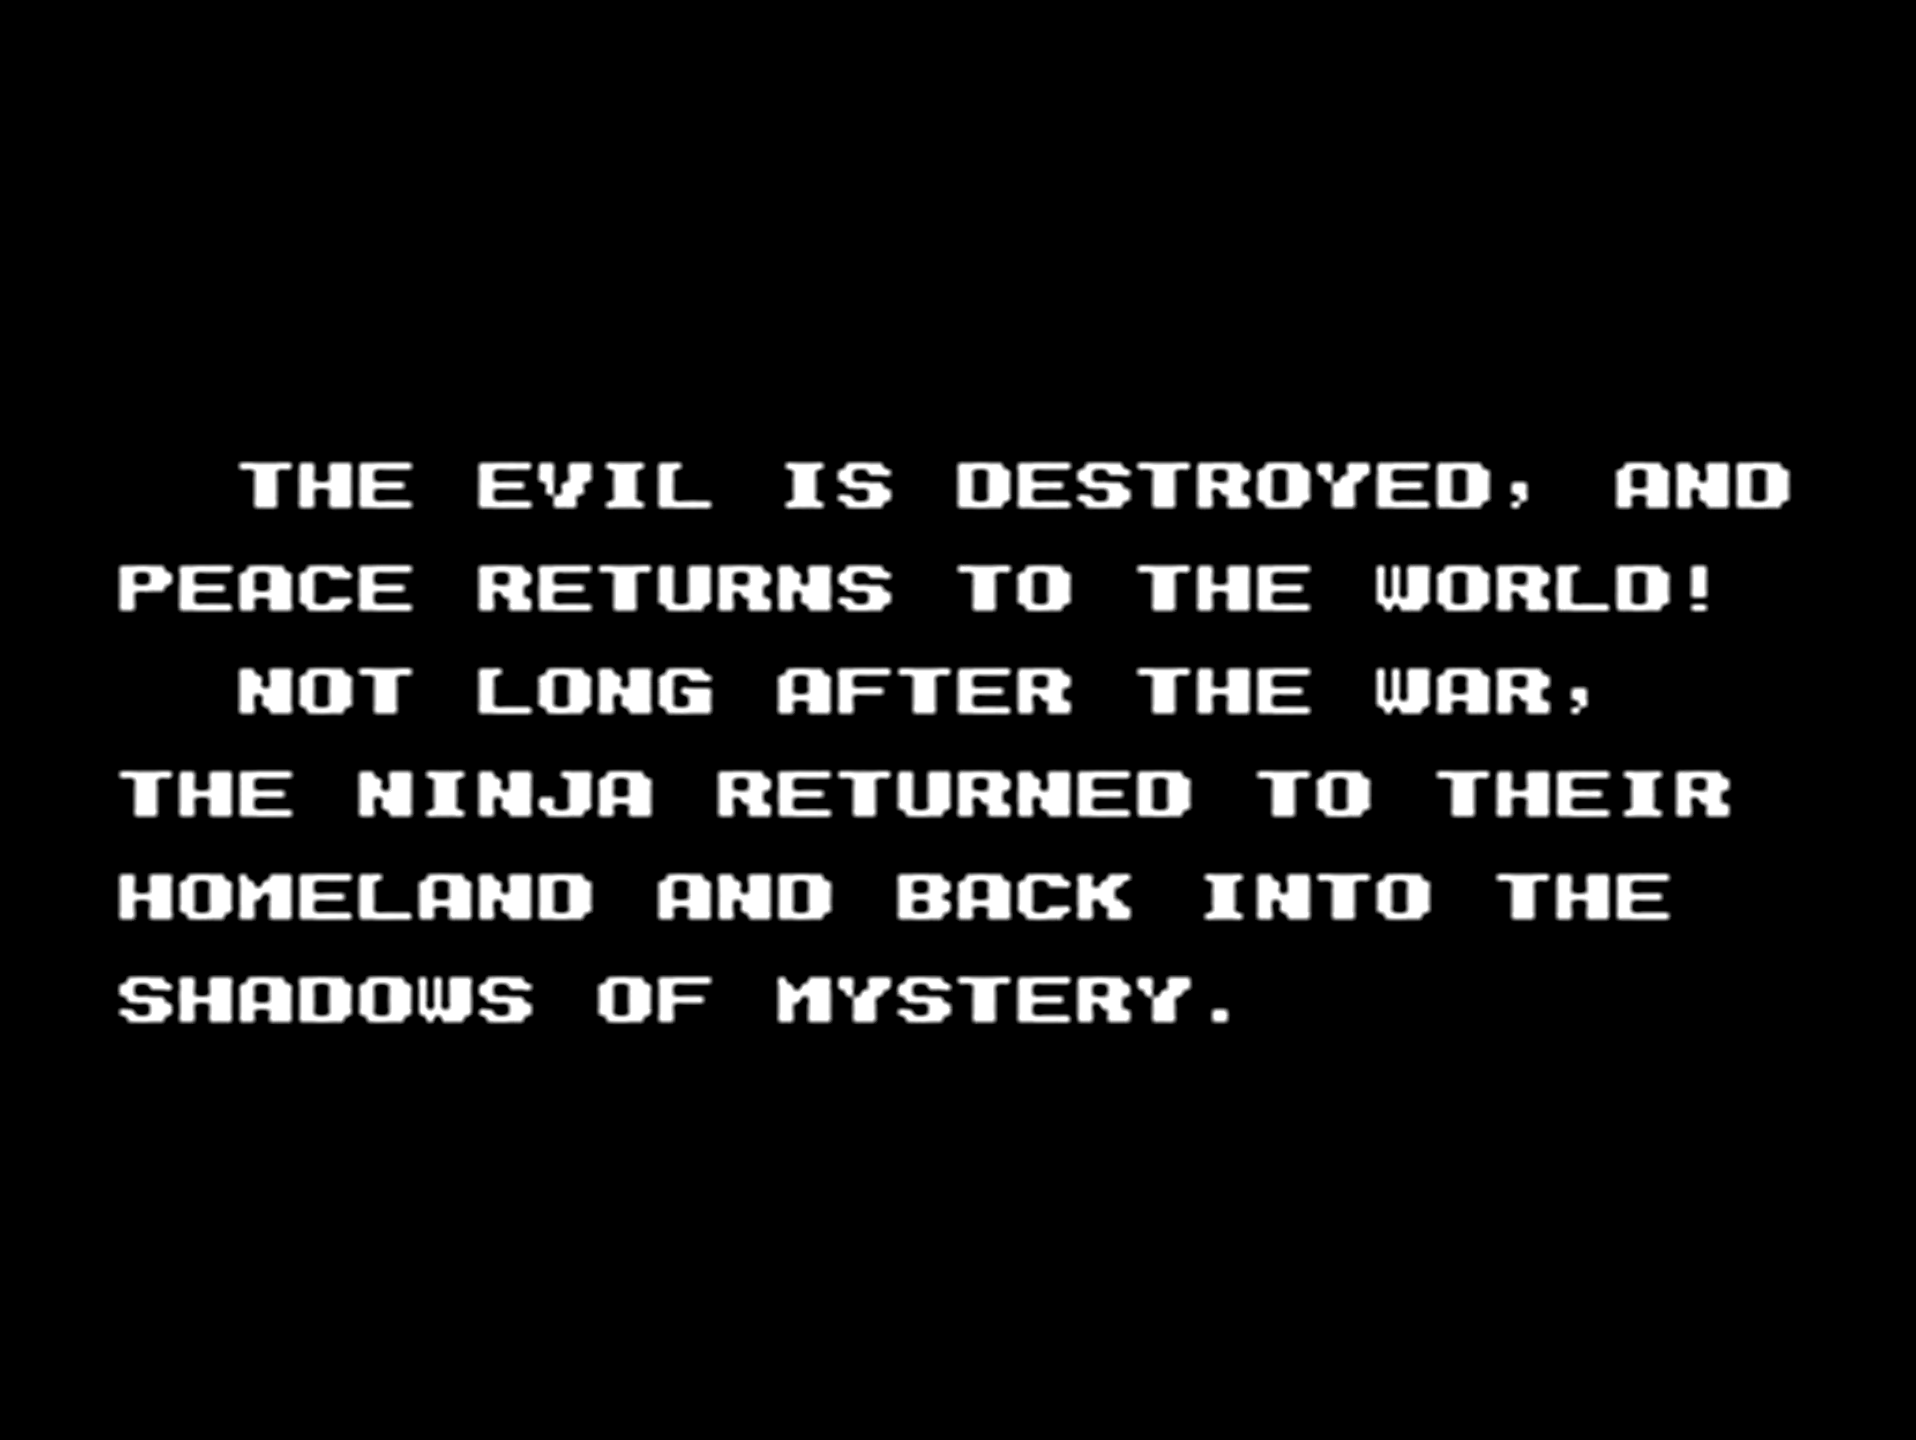 THE EVIL IS DESTROYED, AND
PEACE RETURNS TO THE WORLD!
NOT LONG AFTER THE WAR,
THE NINJA RETURNED TO THEIR
HOMELAND AND BACK INTO THE
SHADOWS OF MYSTERY.